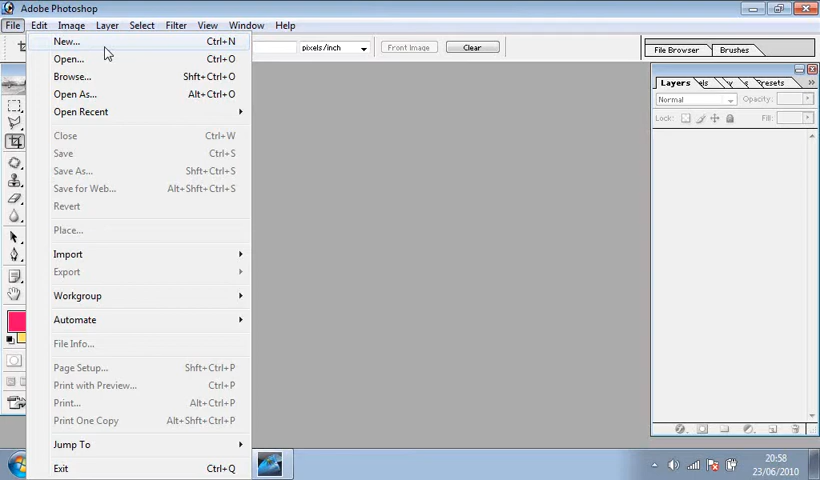 Adobe Photoshop
File Edit Image Layer Select Filter View Window Help
pixels/inch Front Image Clear File Browser Brushes
New... Ctrl+N
Open... Ctrl+O
Browse... Shft+Ctrl+O
Open As... Alt+Ctrl+O
Open Recent
Close Ctrl+W
Save Ctrl+S
Save As... Shft+Ctrl+S
Save for Web... Alt+Shft+Ctrl+S
Revert
Place...
Import
Export
Workgroup
Automate
File Info...
Page Setup... Shft+Ctrl+P
Print with Preview... Ctrl+P
Print... Alt+Ctrl+P
Print One Copy Alt+Shft+Ctrl+P
Jump To
Exit Ctrl+Q
Layers
Normal Opacity:
Lock: Fill:
20:58
23/06/2010